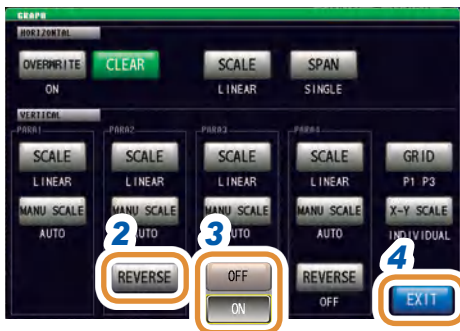 GRAPH
HORIZONTAL
OVERWRITE CLEAR SCALE SPAN
ON LINEAR SINGLE
VERTICAL
PARA1 PARA2 PARA3 PARA4
SCALE SCALE SCALE SCALE GRID
LINEAR LINEAR LINEAR LINEAR P1 P3
MANU SCALE MANU SCALE MANU SCALE MANU SCALE X-Y SCALE
AUTO AUTO AUTO AUTO INDIVIDUAL
2 3 4
REVERSE OFF REVERSE EXIT
ON OFF